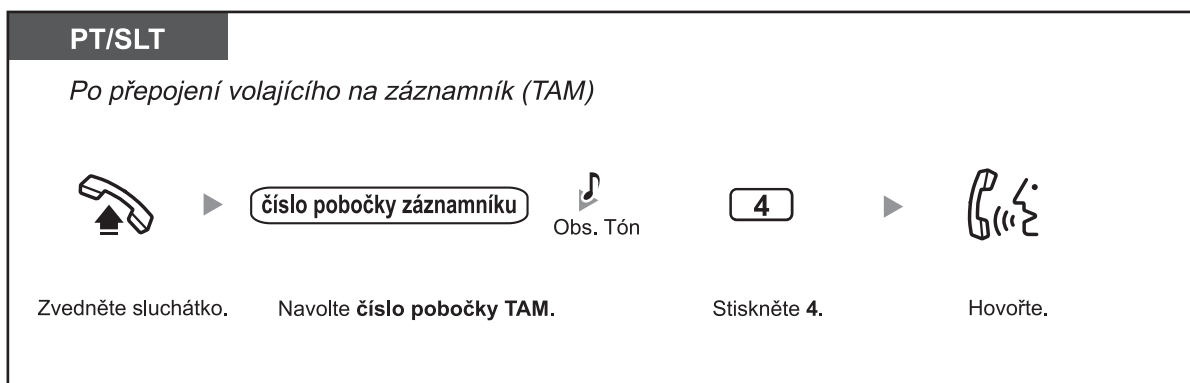 PT/SLT
Po přepojení volajícího na záznamník (TAM)
číslo pobočky záznamníku
Obs. Tón
4
Zvedněte sluchátko.
Navolte číslo pobočky TAM.
Stiskněte 4.
Hovořte.